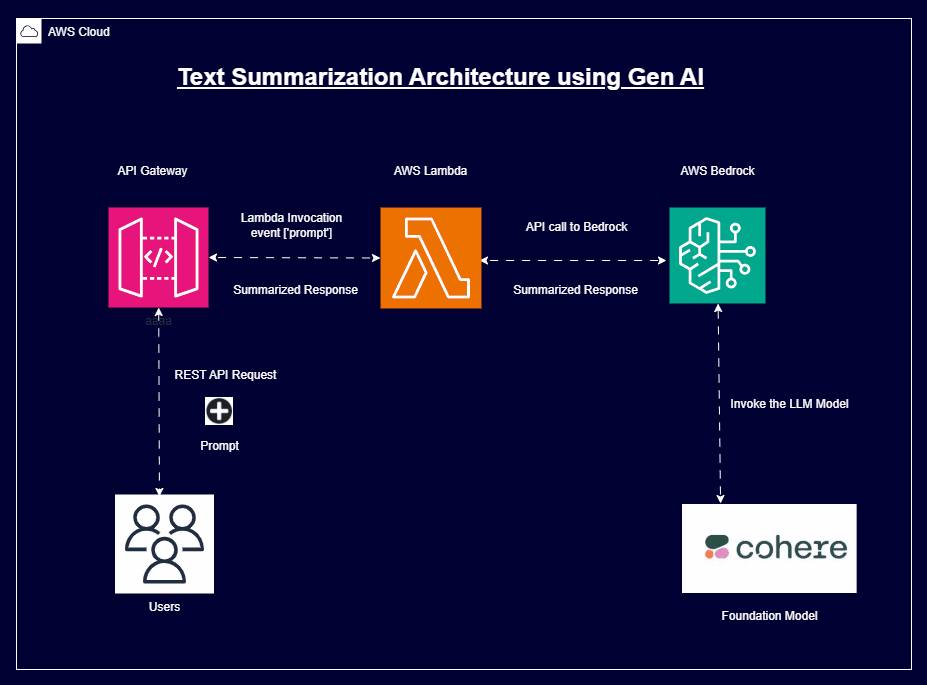 AWS Cloud
Text Summarization Architecture using Gen AI
API Gateway
AWS Lambda
AWS Bedrock
Lambda Invocation
event ['prompt']
API call to Bedrock
</>
Summarized Response
Summarized Response
aaaa
REST API Request
Prompt
Invoke the LLM Model
cohere
Users
Foundation Model